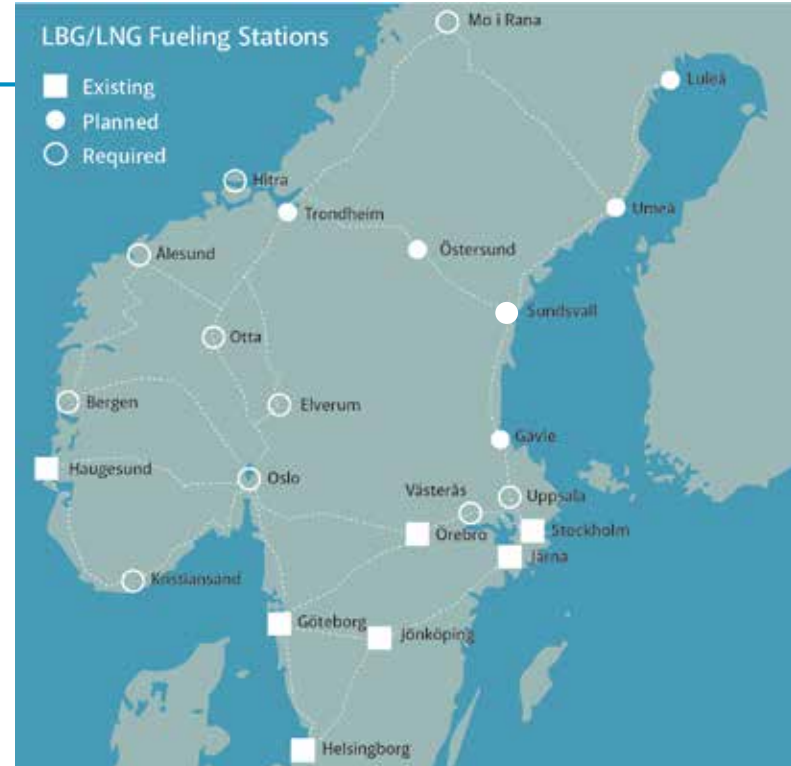 LBG/LNG Fueling Stations
Existing
Planned
Required
Mo i Rana
Luleå
Hitra
Trondheim
Umeå
Ålesund
Östersund
Sundsvall
Otta
Bergen
Elverum
Gävle
Haugesund
Oslo
Västerås
Uppsala
Örebro
Stockholm
Järna
Kristiansand
Göteborg
Jönköping
Helsingborg